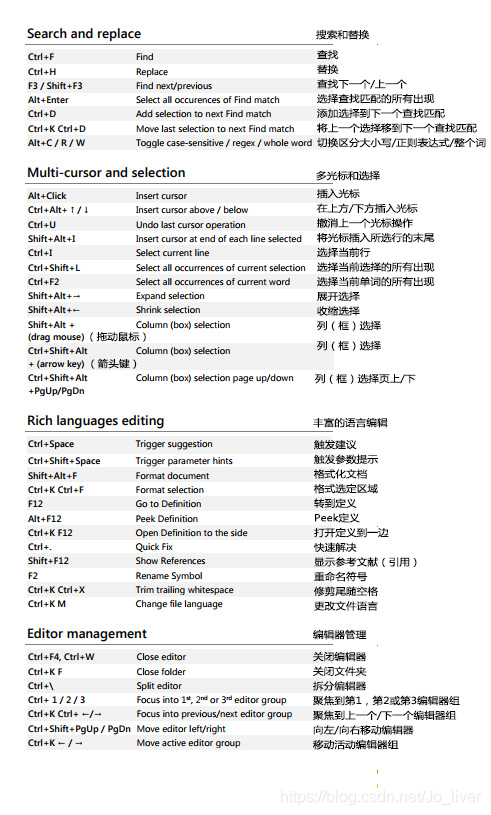 Search and replace 搜索和替换
Ctrl+F Find 查找
Ctrl+H Replace 替换
F3 / Shift+F3 Find next/previous 查找下一个/上一个
Alt+Enter Select all occurences of Find match 选择查找匹配的所有出现
Ctrl+D Add selection to next Find match 添加选择到下一个查找匹配
Ctrl+K Ctrl+D Move last selection to next Find match 将上一个选择移到下一个查找匹配
Alt+C / R / W Toggle case-sensitive / regex / whole word 切换区分大小写/正则表达式/整个词
Multi-cursor and selection 多光标和选择
Alt+Click Insert cursor 插入光标
Ctrl+Alt+ ↑ / ↓ Insert cursor above / below 在上方/下方插入光标
Ctrl+U Undo last cursor operation 撤消上一个光标操作
Shift+Alt+I Insert cursor at end of each line selected 将光标插入所选行的末尾
Ctrl+I Select current line 选择当前行
Ctrl+Shift+L Select all occurrences of current selection 选择当前选择的所有出现
Ctrl+F2 Select all occurrences of current word 选择当前单词的所有出现
Shift+Alt+→ Expand selection 展开选择
Shift+Alt+← Shrink selection 收缩选择
Shift+Alt + Column (box) selection 列（框）选择
(drag mouse)（拖动鼠标）
Ctrl+Shift+Alt Column (box) selection 列（框）选择
+ (arrow key)（箭头键）
Ctrl+Shift+Alt Column (box) selection page up/down 列（框）选择页上/下
+PgUp/PgDn
Rich languages editing 丰富的语言编辑
Ctrl+Space Trigger suggestion 触发建议
Ctrl+Shift+Space Trigger parameter hints 触发参数提示
Shift+Alt+F Format document 格式化文档
Ctrl+K Ctrl+F Format selection 格式选定区域
F12 Go to Definition 转到定义
Alt+F12 Peek Definition Peek定义
Ctrl+K F12 Open Definition to the side 打开定义到一边
Ctrl+. Quick Fix 快速解决
Shift+F12 Show References 显示参考文献（引用）
F2 Rename Symbol 重命名符号
Ctrl+K Ctrl+X Trim trailing whitespace 修剪尾随空格
Ctrl+K M Change file language 更改文件语言
Editor management 编辑器管理
Ctrl+F4, Ctrl+W Close editor 关闭编辑器
Ctrl+K F Close folder 关闭文件夹
Ctrl+\ Split editor 拆分编辑器
Ctrl+ 1 / 2 / 3 Focus into 1st, 2nd or 3rd editor group 聚焦到第1，第2或第3编辑器组
Ctrl+K Ctrl+ ←/→ Focus into previous/next editor group 聚焦到上一个/下一个编辑器组
Ctrl+Shift+PgUp / PgDn Move editor left/right 向左/向右移动编辑器
Ctrl+K ← / → Move active editor group 移动活动编辑器组
https://blog.csdn.net/Jo_liver